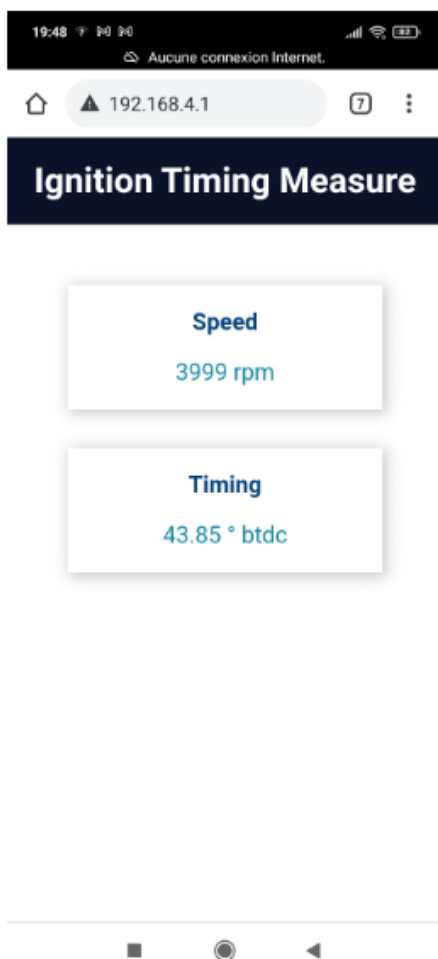 19:48
82
Aucune connexion Internet.
192.168.4.1
7
Ignition Timing Measure
Speed
3999 rpm
Timing
43.85 ° btdc